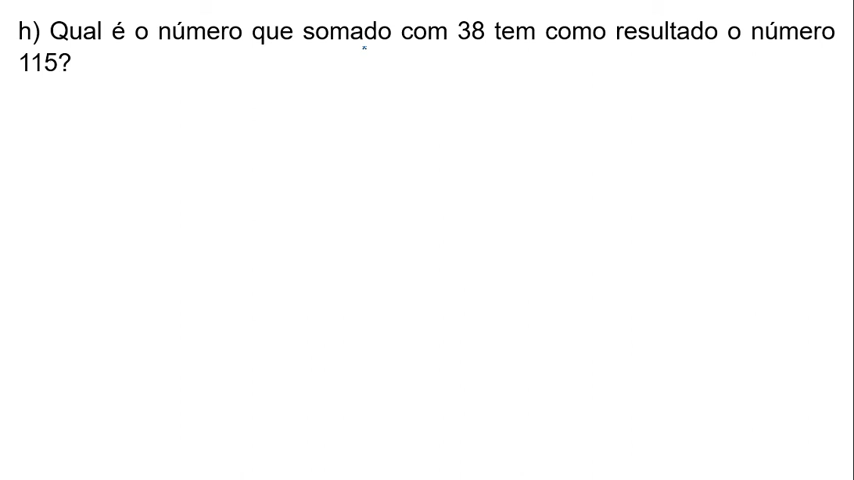 h) Qual é o número que somado com 38 tem como resultado o número
115?